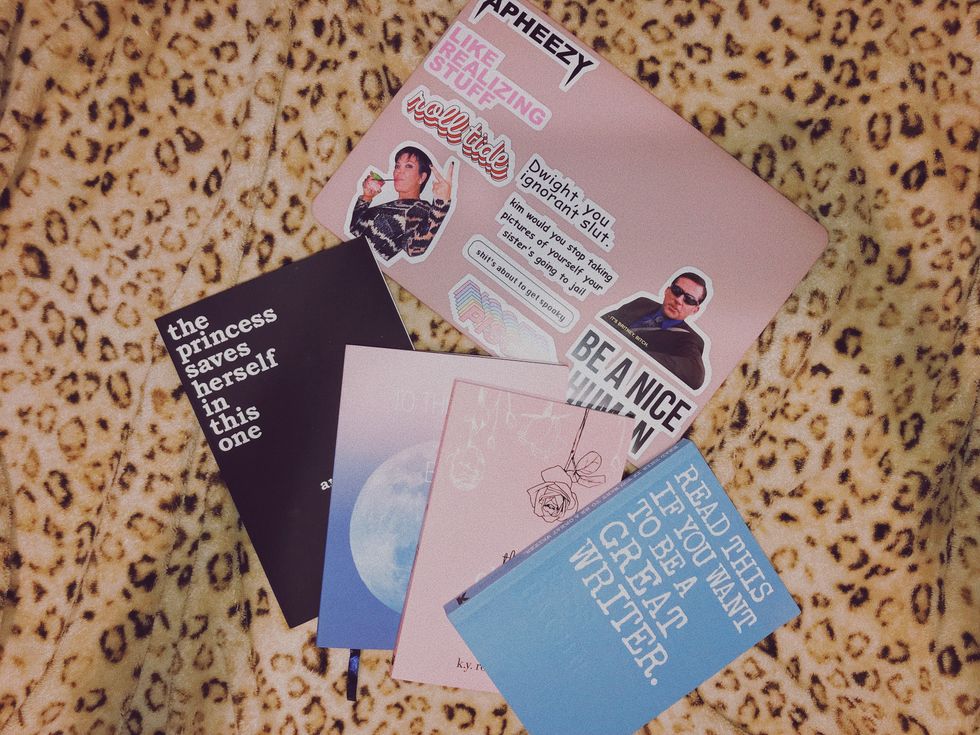 APHEEZY
LIKE
REALIZING
STUFF
roll tide
Dwight, you
ignorant slut.
kim would you stop taking
pictures of yourself your
sister's going to jail
shit's about to get spooky
IT'S BRITNEY, BITCH.
BE A NICE
HUMAN
the
princess
saves
herself
in
this
one
k.y. ro
READ THIS
IF YOU WANT
TO BE A
GREAT
WRITER.